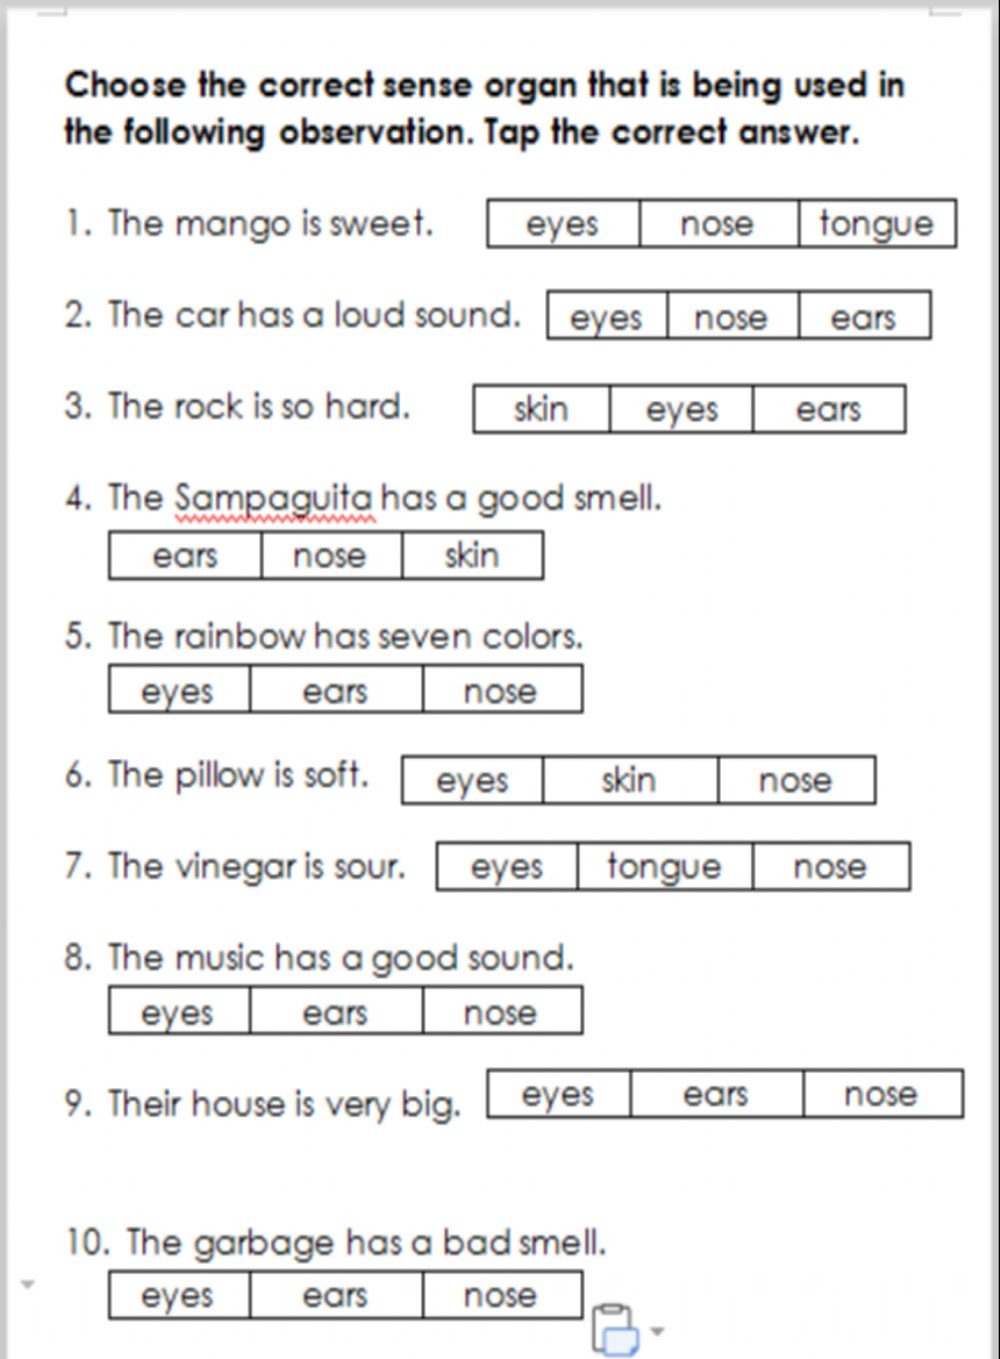 Choose the correct sense organ that is being used in
the following observation. Tap the correct answer.
1. The mango is sweet. eyes nose tongue
2. The car has a loud sound. eyes nose ears
3. The rock is so hard. skin eyes ears
4. The Sampaguita has a good smell.
ears nose skin
5. The rainbow has seven colors.
eyes ears nose
6. The pillow is soft. eyes skin nose
7. The vinegar is sour. eyes tongue nose
8. The music has a good sound.
eyes ears nose
9. Their house is very big. eyes ears nose
10. The garbage has a bad smell.
eyes ears nose